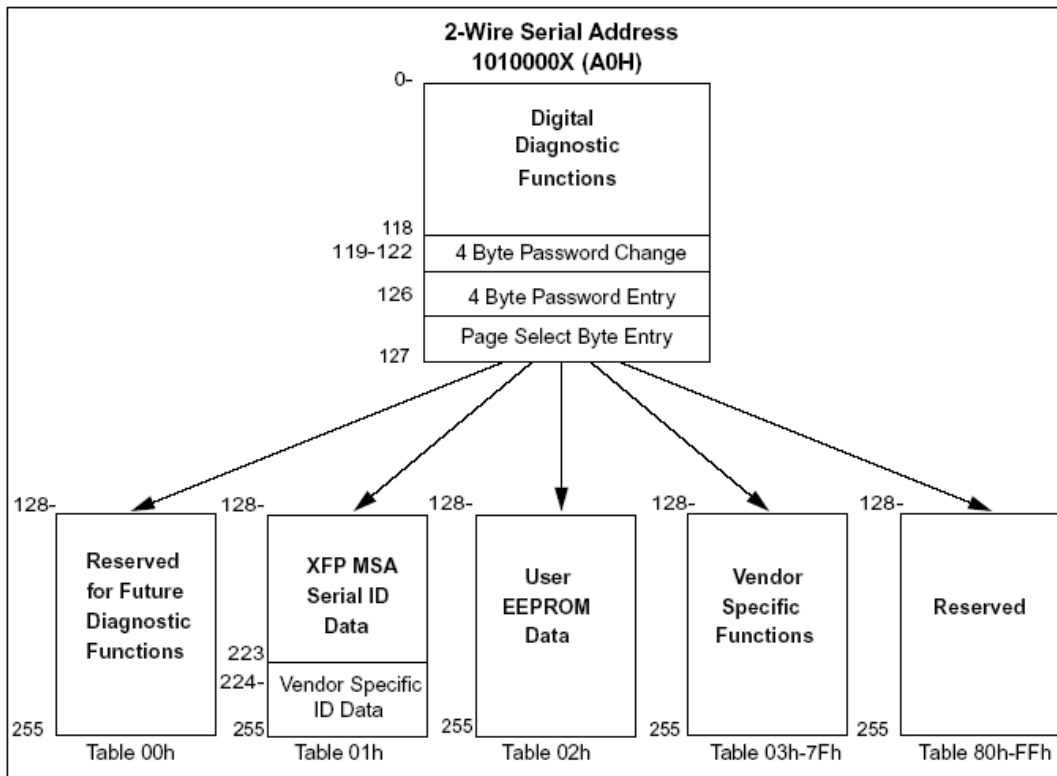 2-Wire Serial Address
1010000X (A0H)
0-
Digital
Diagnostic
Functions
118
119-122
4 Byte Password Change
126
4 Byte Password Entry
Page Select Byte Entry
127
128-
Reserved
for Future
Diagnostic
Functions
255
Table 00h
128-
XFP MSA
Serial ID
Data
223
224-
Vendor Specific
ID Data
255
Table 01h
128-
User
EEPROM
Data
255
Table 02h
128-
Vendor
Specific
Functions
255
Table 03h-7Fh
128-
Reserved
255
Table 80h-FFh